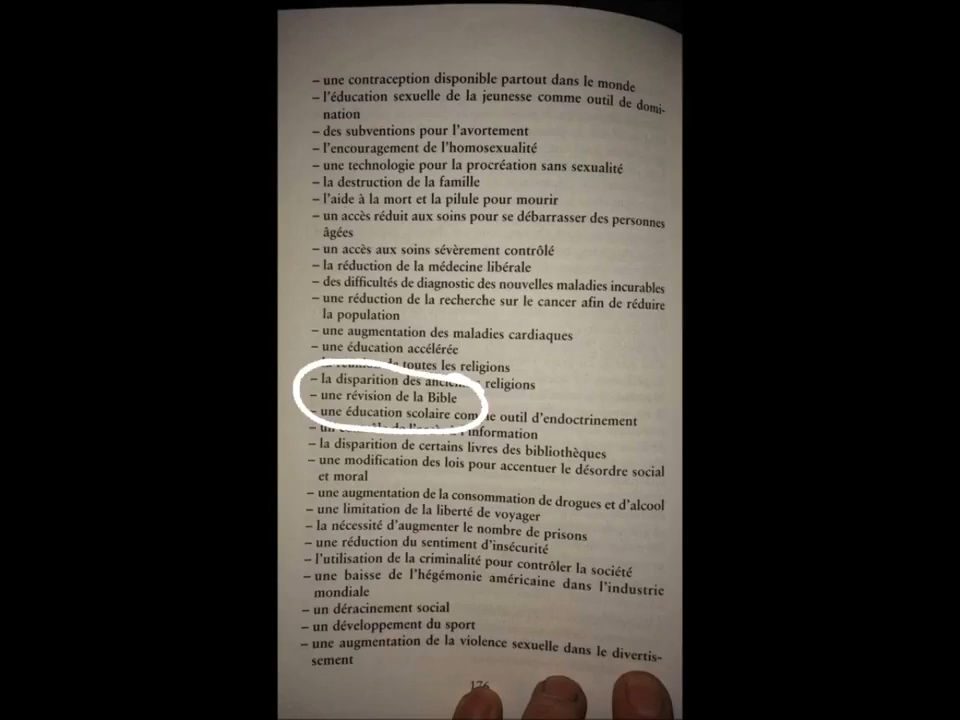 – une contraception disponible partout dans le monde
– l'éducation sexuelle de la jeunesse comme outil de domi-
nation
– des subventions pour l'avortement
– l'encouragement de l'homosexualité
– une technologie pour la procréation sans sexualité
– la destruction de la famille
– l'aide à la mort et la pilule pour mourir
– un accès réduit aux soins pour se débarrasser des personnes
âgées
– un accès aux soins sévèrement contrôlé
– la réduction de la médecine libérale
– des difficultés de diagnostic des nouvelles maladies incurables
– une réduction de la recherche sur le cancer afin de réduire
la population
– une augmentation des maladies cardiaques
– une éducation accélérée
– la réunion de toutes les religions
– la disparition des anciennes religions
– une révision de la Bible
– une éducation scolaire comme outil d'endoctrinement
– un contrôle de l'accès à l'information
– la disparition de certains livres des bibliothèques
– une modification des lois pour accentuer le désordre social
et moral
– une augmentation de la consommation de drogues et d'alcool
– une limitation de la liberté de voyager
– la nécessité d'augmenter le nombre de prisons
– une réduction du sentiment d'insécurité
– l'utilisation de la criminalité pour contrôler la société
– une baisse de l'hégémonie américaine dans l'industrie
mondiale
– un déracinement social
– un développement du sport
– une augmentation de la violence sexuelle dans le divertis-
sement
176